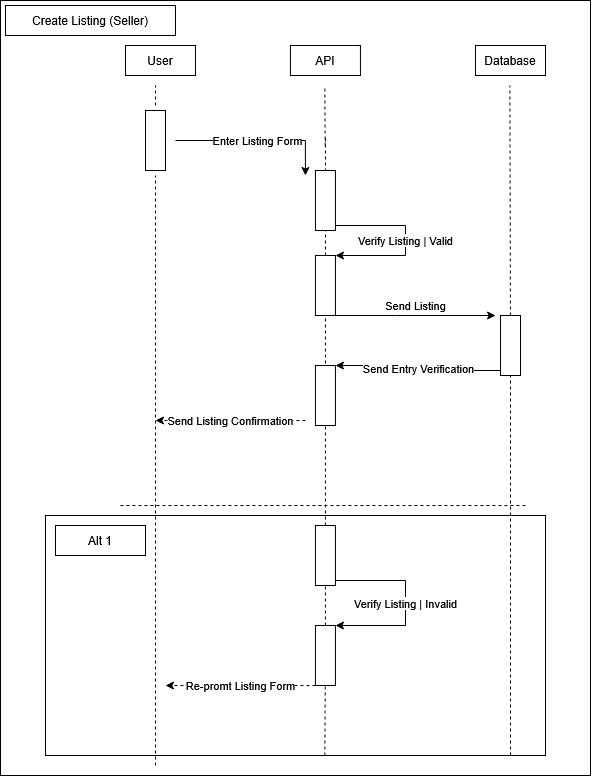 Create Listing (Seller)
User
API
Database
Enter Listing Form
Verify Listing | Valid
Send Listing
Send Entry Verification
Send Listing Confirmation
Alt 1
Verify Listing | Invalid
Re-promt Listing Form